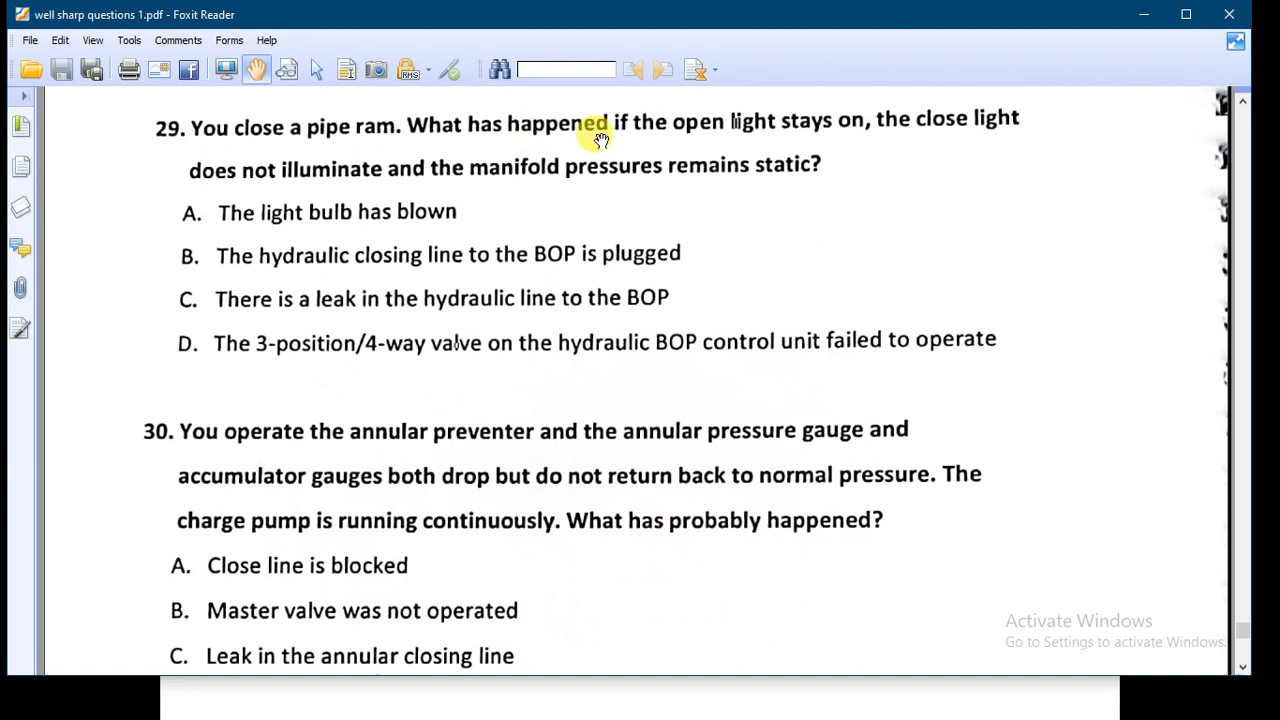 well sharp questions 1.pdf - Foxit Reader
File Edit View Tools Comments Forms Help
29. You close a pipe ram. What has happened if the open light stays on, the close light
does not illuminate and the manifold pressures remains static?
A. The light bulb has blown
B. The hydraulic closing line to the BOP is plugged
C. There is a leak in the hydraulic line to the BOP
D. The 3-position/4-way valve on the hydraulic BOP control unit failed to operate
30. You operate the annular preventer and the annular pressure gauge and
accumulator gauges both drop but do not return back to normal pressure. The
charge pump is running continuously. What has probably happened?
A. Close line is blocked
B. Master valve was not operated
C. Leak in the annular closing line
Activate Windows
Go to Settings to activate Windows.